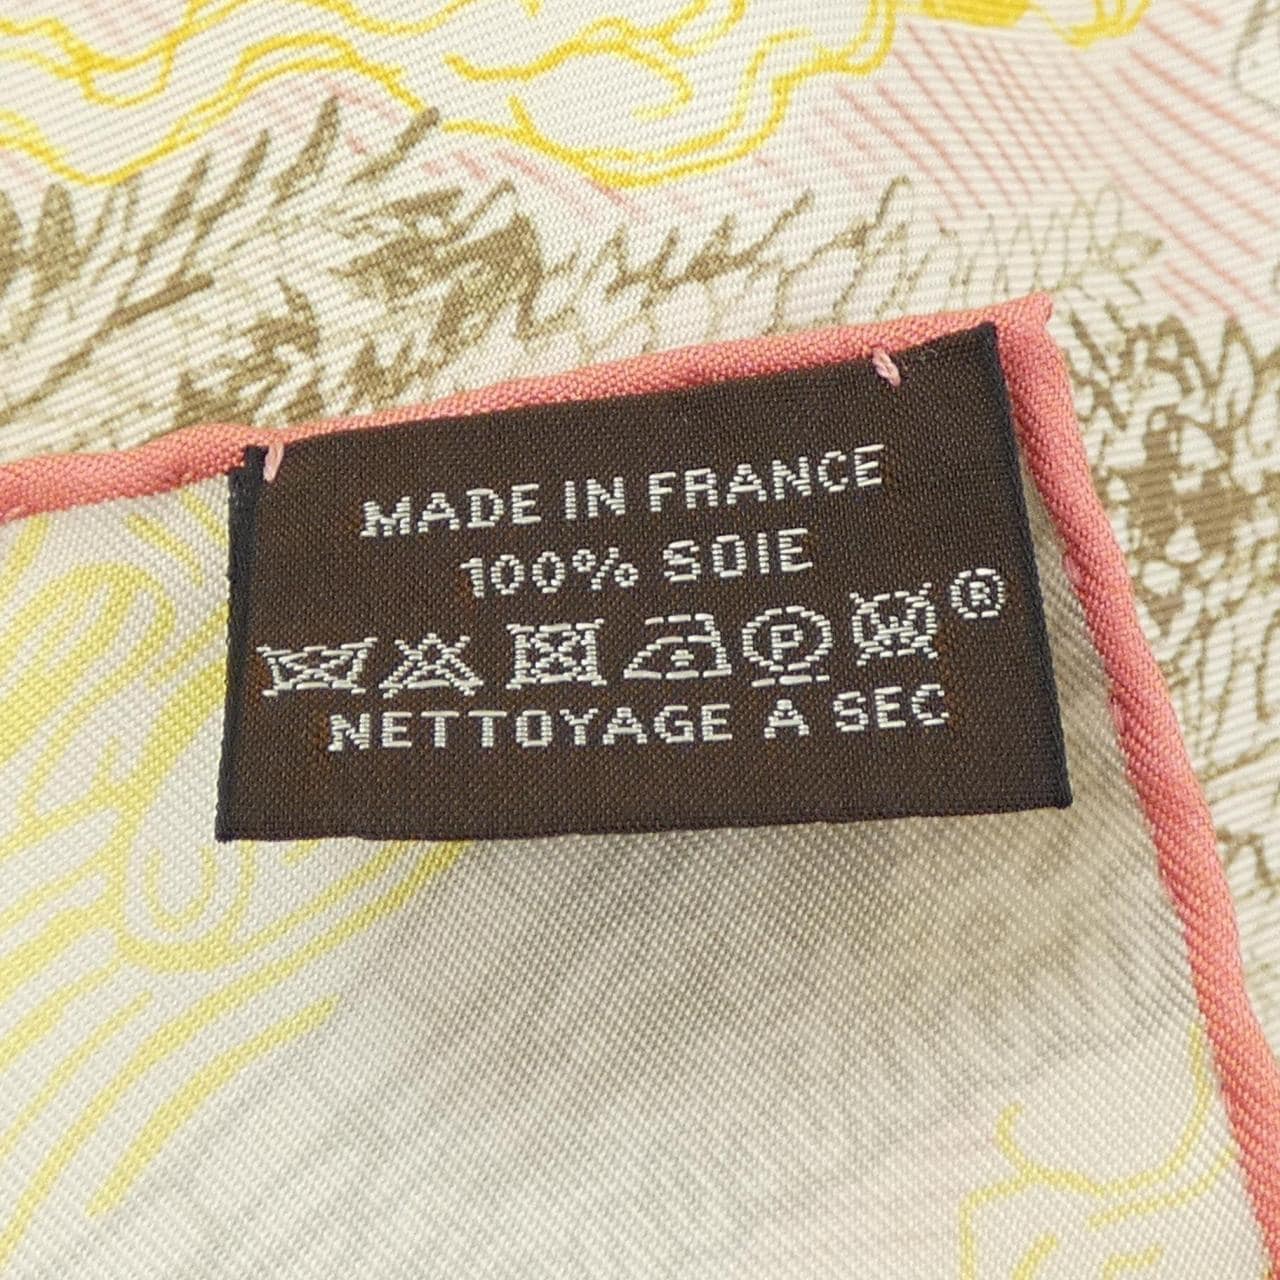 MADE IN FRANCE
100% SOIE
P W ®
NETTOYAGE A SEC